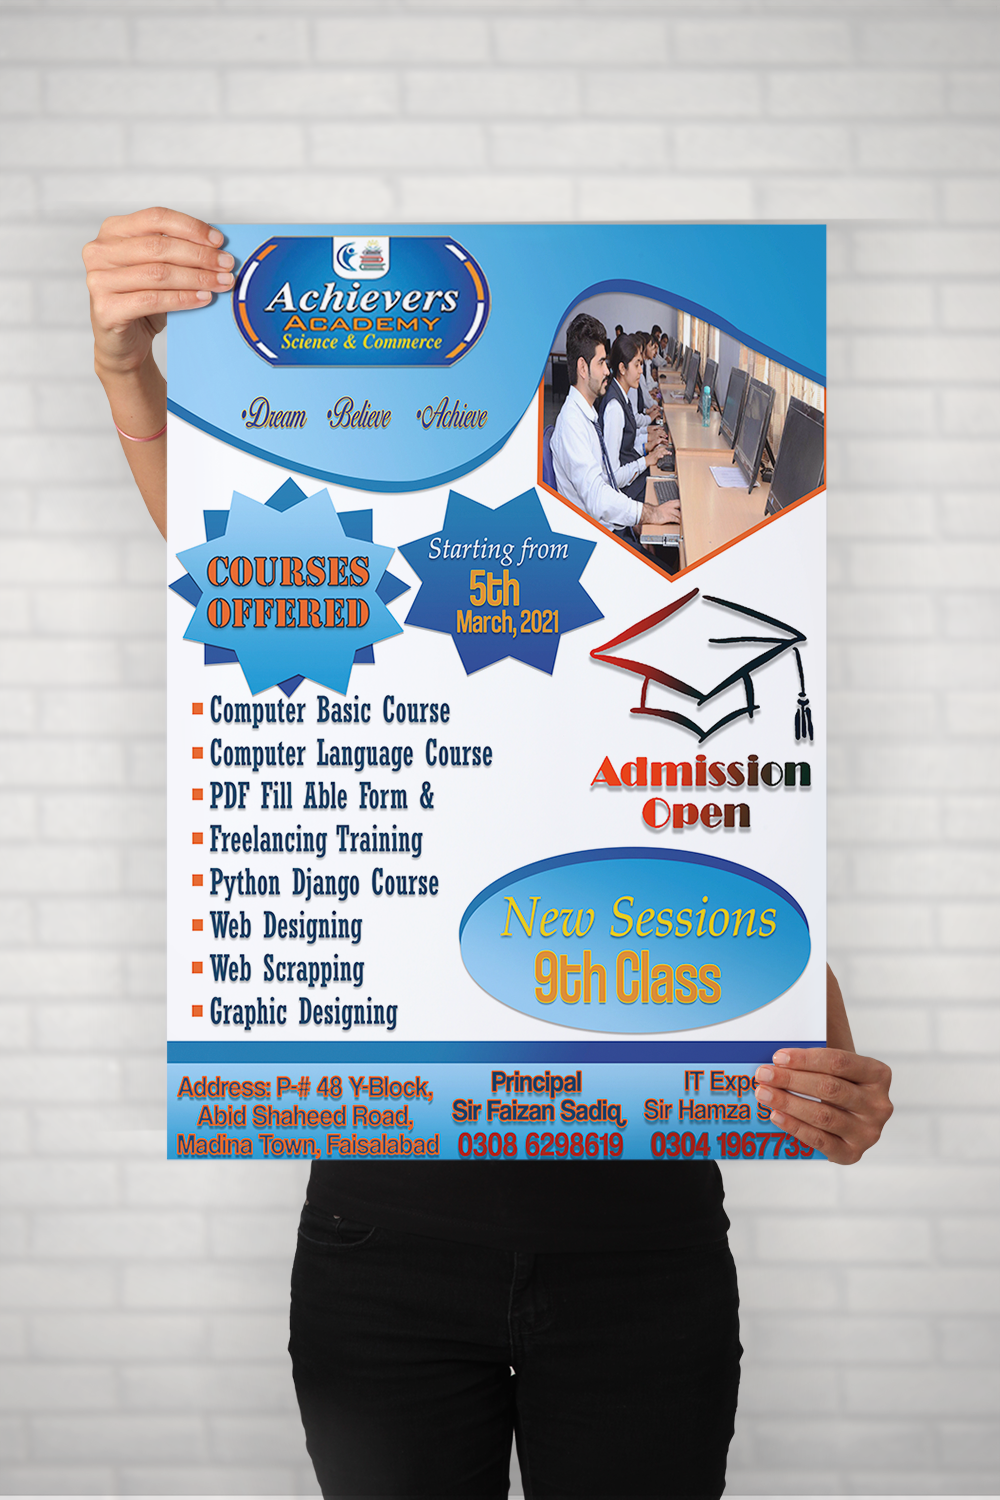 Achievers
ACADEMY
Science & Commerce
•Dream •Believe •Achieve
COURSES
OFFERED
Starting from
5th
March, 2021
Computer Basic Course
Computer Language Course
PDF Fill Able Form &
Freelancing Training
Python Django Course
Web Designing
Web Scrapping
Graphic Designing
Admission
Open
New Sessions
9th Class
Address: P-# 48 Y-Block,
Abid Shaheed Road,
Madina Town, Faisalabad
Principal
Sir Faizan Sadiq
0308 6298619
IT
Sir Hamza
0304 1967739